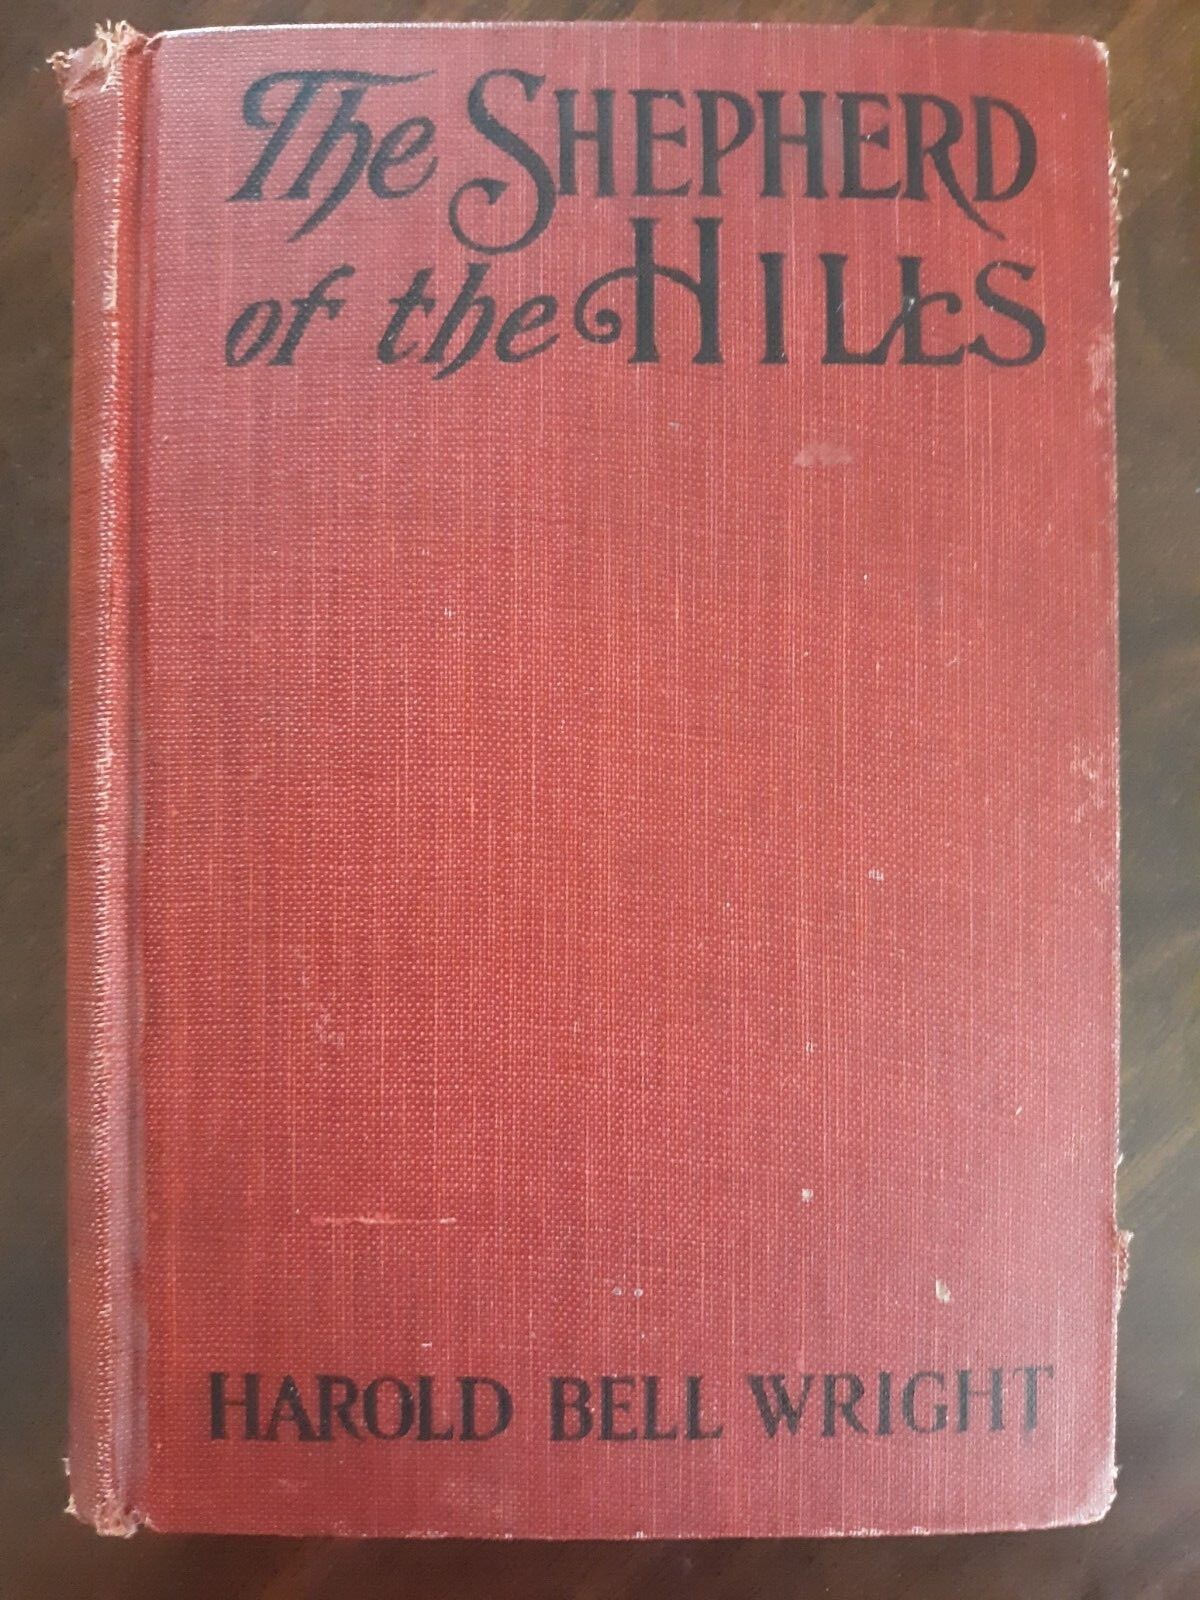 The SHEPHERD
of the HILLS
HAROLD BELL WRIGHT